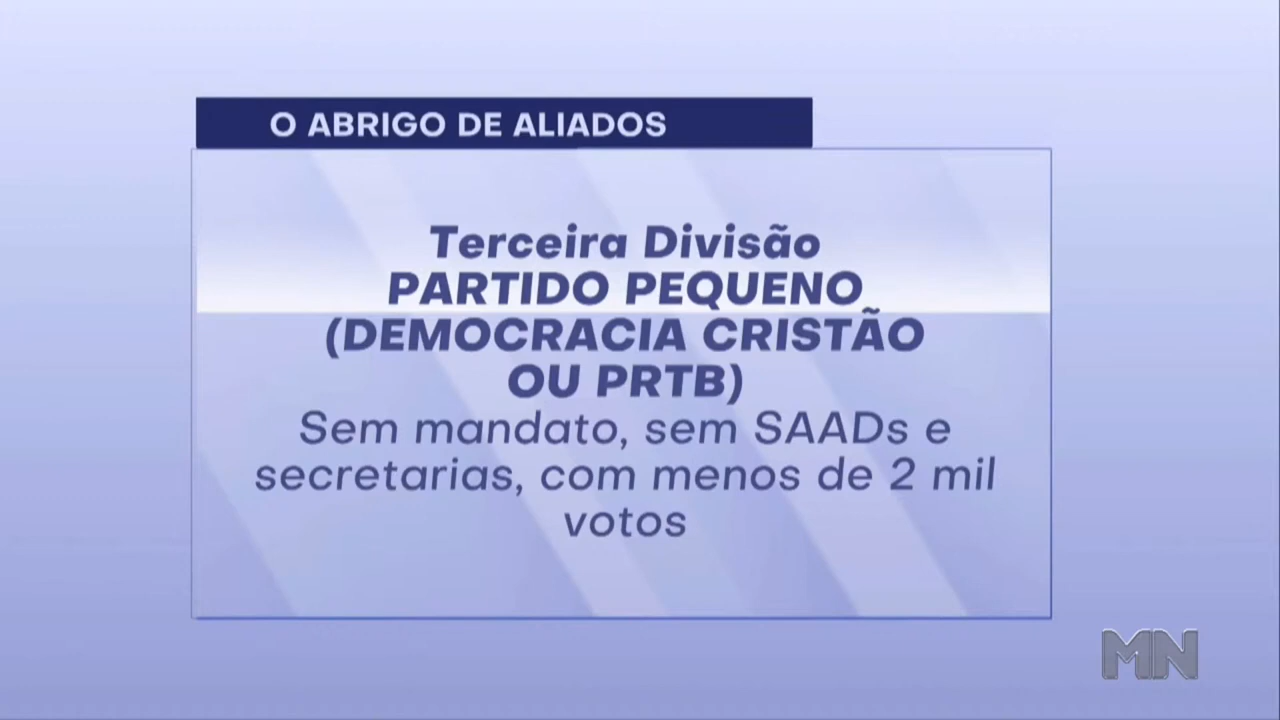 O ABRIGO DE ALIADOS
Terceira Divisão
PARTIDO PEQUENO
(DEMOCRACIA CRISTÃO
OU PRTB)
Sem mandato, sem SAADs e
secretarias, com menos de 2 mil
votos
MN